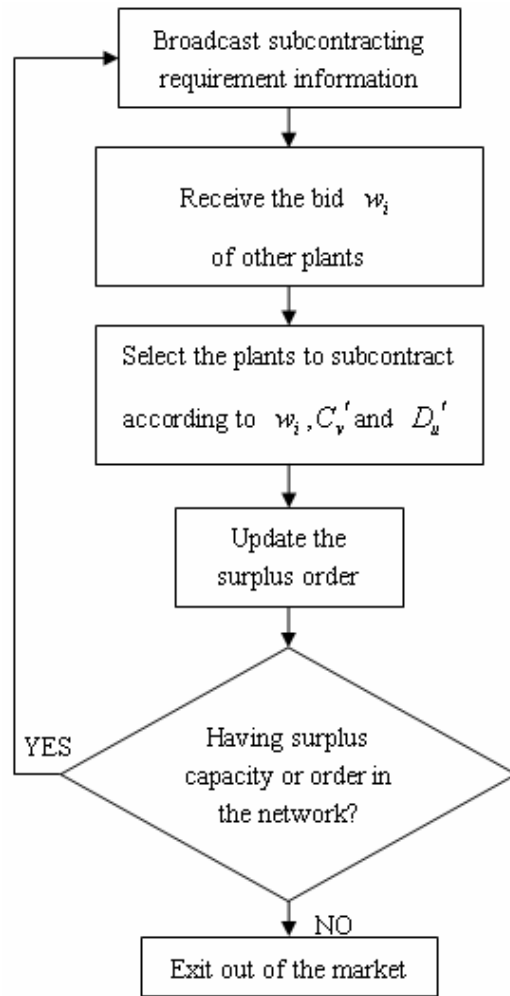 Broadcast subcontracting
requirement information
Receive the bid w_i
of other plants
Select the plants to subcontract
according to w_i, C_v' and D_u'
Update the
surplus order
YES
Having surplus
capacity or order in
the network?
NO
Exit out of the market